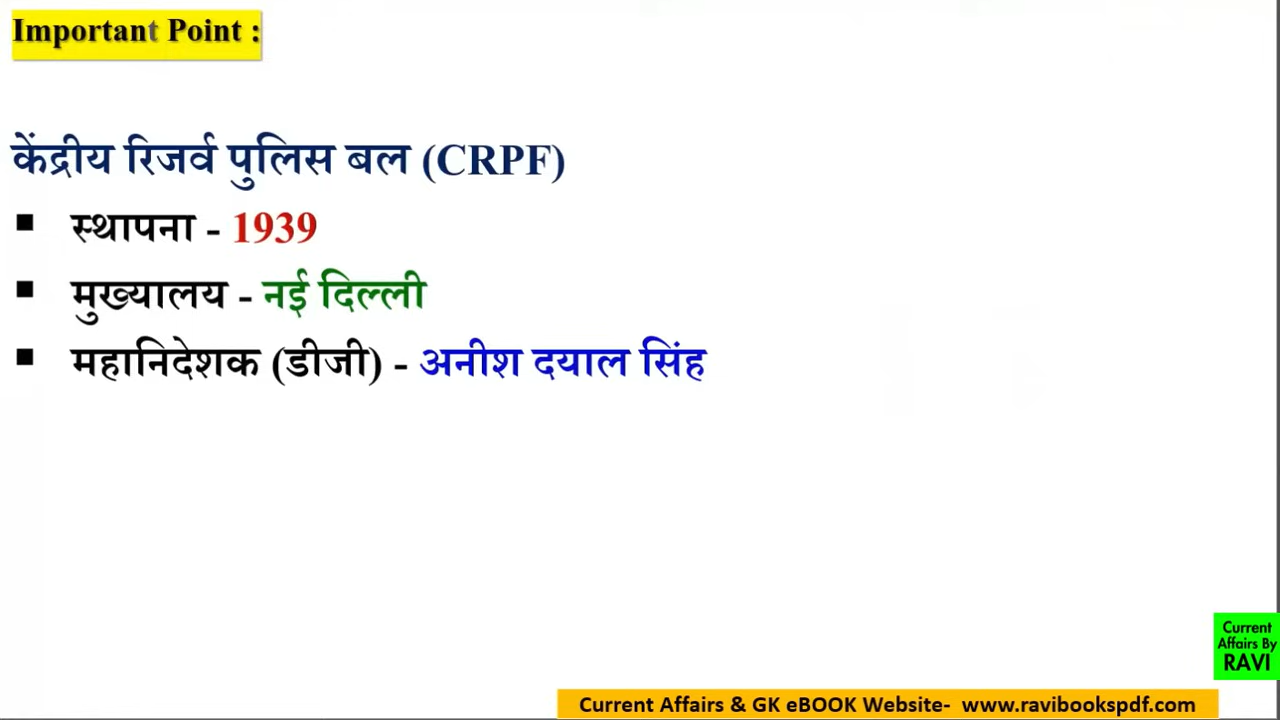 Important Point :
केंद्रीय रिजर्व पुलिस बल (CRPF)
▪ स्थापना - 1939
▪ मुख्यालय - नई दिल्ली
▪ महानिदेशक (डीजी) - अनीश दयाल सिंह
Current
Affairs By
RAVI
Current Affairs & GK eBOOK Website- www.ravibookspdf.com